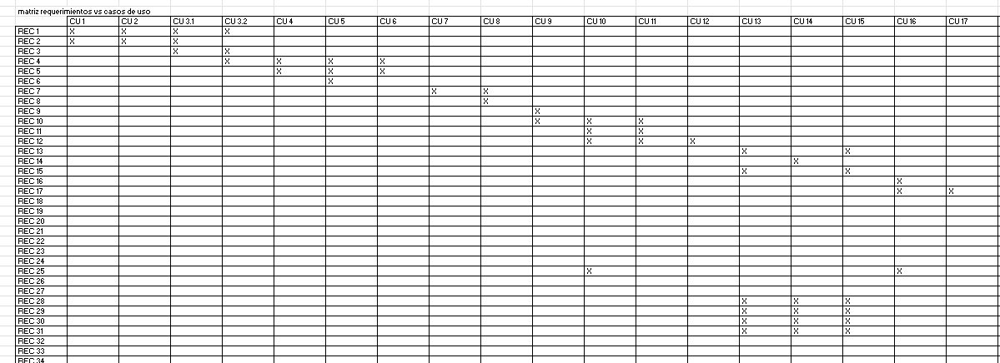 matriz requerimientos vs casos de uso
CU 1 CU 2 CU 3.1 CU 3.2 CU 4 CU 5 CU 6 CU 7 CU 8 CU 9 CU 10 CU 11 CU 12 CU 13 CU 14 CU 15 CU 16 CU 17
REC 1 X X X X
REC 2 X X X
REC 3 X X
REC 4 X X X X
REC 5 X X X
REC 6 X
REC 7 X X
REC 8 X
REC 9 X
REC 10 X X X
REC 11 X X
REC 12 X X X
REC 13 X X
REC 14 X
REC 15 X X
REC 16 X
REC 17 X X
REC 18
REC 19
REC 20
REC 21
REC 22
REC 23
REC 24
REC 25 X X
REC 26
REC 27
REC 28 X X X
REC 29 X X X
REC 30 X X X
REC 31 X X X
REC 32
REC 33
REC 34